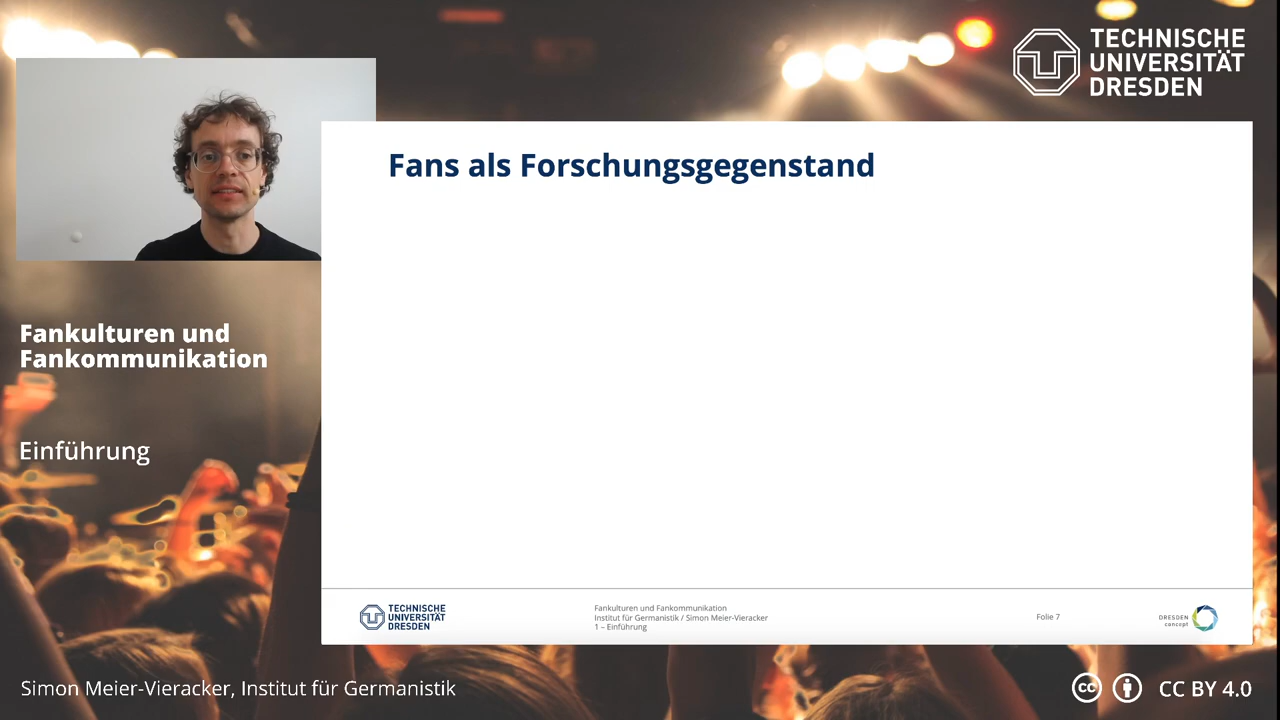 TECHNISCHE
UNIVERSITÄT
DRESDEN
Fans als Forschungsgegenstand
Fankulturen und
Fankommunikation
Einführung
TECHNISCHE
UNIVERSITÄT
DRESDEN
Fankulturen und Fankommunikation
Institut für Germanistik / Simon Meier-Vieracker
1 – Einführung
Folie 7
DRESDEN
concept
Simon Meier-Vieracker, Institut für Germanistik
cc
CC BY 4.0